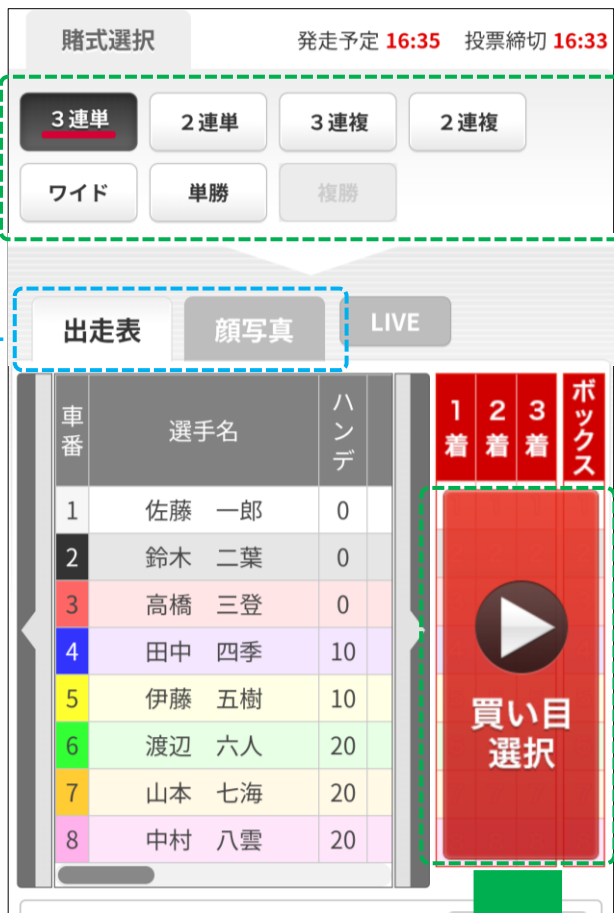 賭式選択 発走予定 16:35 投票締切 16:33
３連単 ２連単 ３連複 ２連複
ワイド 単勝 複勝
出走表 顔写真 LIVE
車番 選手名 ハンデ 1着 2着 3着 ボックス
1 佐藤 一郎 0
2 鈴木 二葉 0
3 高橋 三登 0
4 田中 四季 10
5 伊藤 五樹 10
6 渡辺 六人 20
7 山本 七海 20
8 中村 八雲 20
買い目
選択